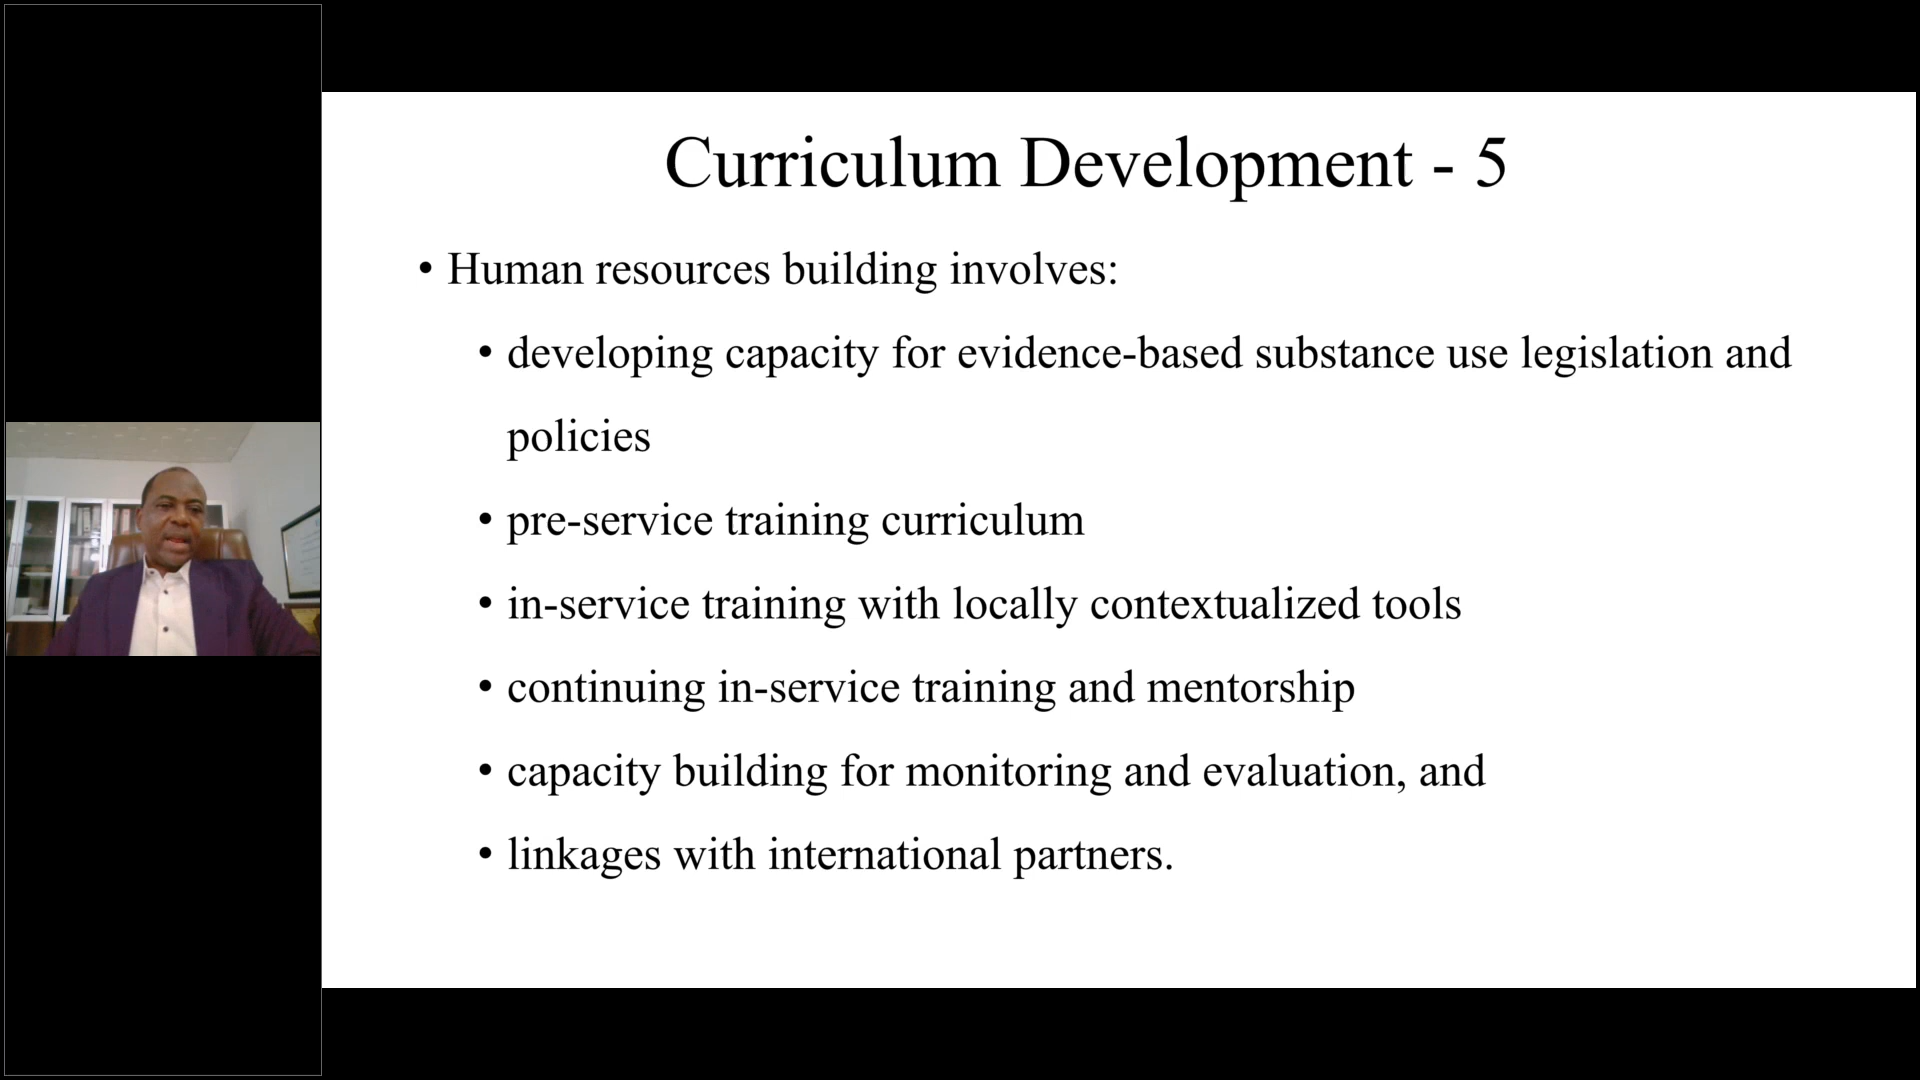 Curriculum Development - 5
• Human resources building involves:
• developing capacity for evidence-based substance use legislation and
policies
• pre-service training curriculum
• in-service training with locally contextualized tools
• continuing in-service training and mentorship
• capacity building for monitoring and evaluation, and
• linkages with international partners.